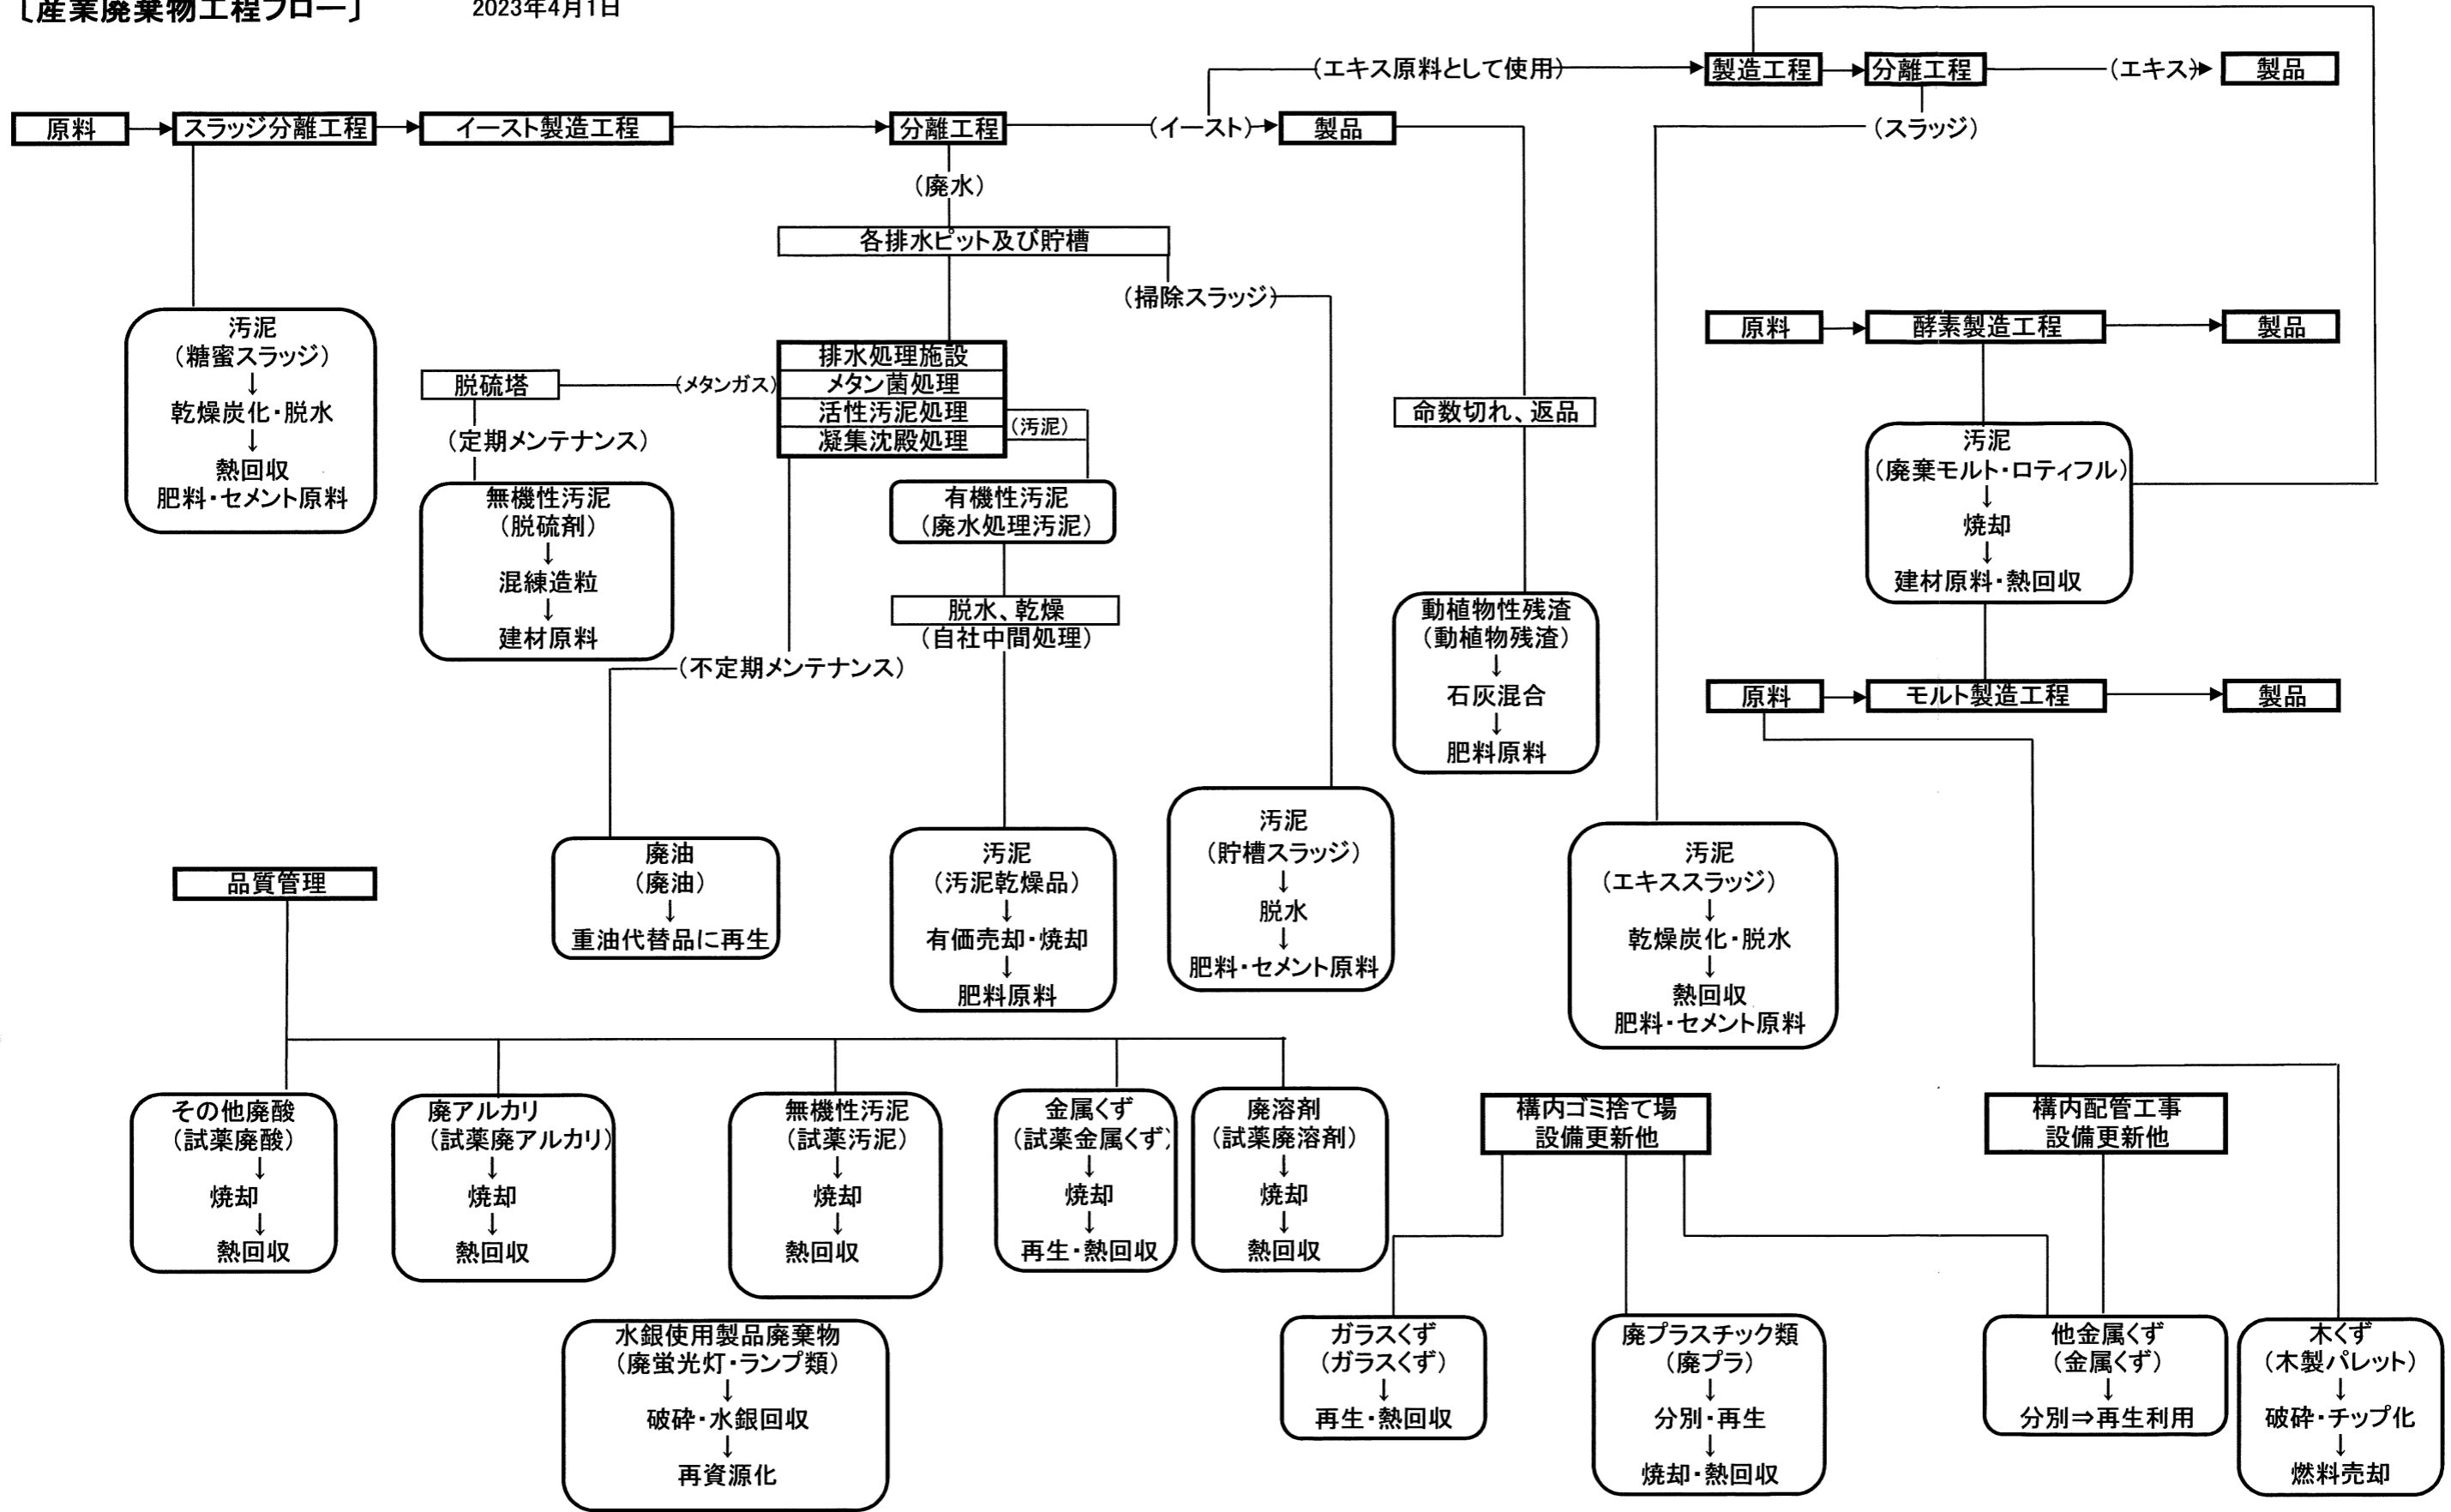 〔産業廃棄物工程フロー〕
2023年4月1日
(エキス原料として使用)
製造工程
分離工程
(エキス)
製品
原料
スラッジ分離工程
イースト製造工程
分離工程
(イースト)
製品
(スラッジ)
(廃水)
各排水ピット及び貯槽
(掃除スラッジ)
汚泥
(糖蜜スラッジ)
↓
乾燥炭化・脱水
↓
熱回収
肥料・セメント原料
脱硫塔
(メタンガス)
排水処理施設
メタン菌処理
活性汚泥処理
凝集沈殿処理
(汚泥)
(定期メンテナンス)
無機性汚泥
(脱硫剤)
↓
混練造粒
↓
建材原料
有機性汚泥
(廃水処理汚泥)
脱水、乾燥
(自社中間処理)
(不定期メンテナンス)
命数切れ、返品
動植物性残渣
(動植物残渣)
↓
石灰混合
↓
肥料原料
原料
酵素製造工程
製品
汚泥
(廃棄モルト・ロティフル)
↓
焼却
↓
建材原料・熱回収
原料
モルト製造工程
製品
廃油
(廃油)
↓
重油代替品に再生
汚泥
(汚泥乾燥品)
↓
有価売却・焼却
↓
肥料原料
汚泥
(貯槽スラッジ)
↓
脱水
↓
肥料・セメント原料
汚泥
(エキススラッジ)
↓
乾燥炭化・脱水
↓
熱回収
肥料・セメント原料
品質管理
その他廃酸
(試薬廃酸)
↓
焼却
↓
熱回収
廃アルカリ
(試薬廃アルカリ)
↓
焼却
↓
熱回収
無機性汚泥
(試薬汚泥)
↓
焼却
↓
熱回収
金属くず
(試薬金属くず)
↓
焼却
↓
再生・熱回収
廃溶剤
(試薬廃溶剤)
↓
焼却
↓
熱回収
構内ゴミ捨て場
設備更新他
構内配管工事
設備更新他
水銀使用製品廃棄物
(廃蛍光灯・ランプ類)
↓
破砕・水銀回収
↓
再資源化
ガラスくず
(ガラスくず)
↓
再生・熱回収
廃プラスチック類
(廃プラ)
↓
分別・再生
↓
焼却・熱回収
他金属くず
(金属くず)
↓
分別⇒再生利用
木くず
(木製パレット)
↓
破砕・チップ化
↓
燃料売却